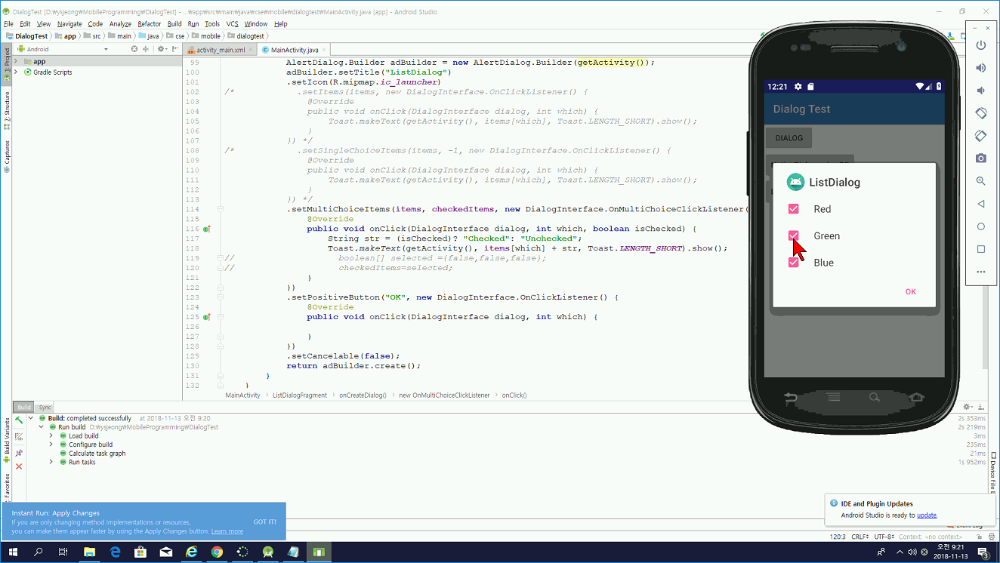 DialogTest [D:₩ysjeong₩MobileProgramming₩DialogTest] - ...₩app₩src₩main₩java₩cse₩mobile₩dialogtest₩MainActivity.java [app] - Android Studio
File Edit View Navigate Code Analyze Refactor Build Run Tools VCS Window Help
DialogTest app src main java cse mobile dialogtest
Android
activity_main.xml MainActivity.java
1: Project
Z: Structure
Captures
Build Variants
Favorites
app
Gradle Scripts
99 AlertDialog.Builder adBuilder = new AlertDialog.Builder(getActivity());
100 adBuilder.setTitle("ListDialog")
101 .setIcon(R.mipmap.ic_launcher)
102 /* .setItems(items, new DialogInterface.OnClickListener() {
103 @Override
104 public void onClick(DialogInterface dialog, int which) {
105 Toast.makeText(getActivity(), items[which], Toast.LENGTH_SHORT).show();
106 }
107 }) */
108 /* .setSingleChoiceItems(items, -1, new DialogInterface.OnClickListener() {
109 @Override
110 public void onClick(DialogInterface dialog, int which) {
111 Toast.makeText(getActivity(), items[which], Toast.LENGTH_SHORT).show();
112 }
113 }) */
114 .setMultiChoiceItems(items, checkedItems, new DialogInterface.OnMultiChoiceClickListener(
115 @Override
116 public void onClick(DialogInterface dialog, int which, boolean isChecked) {
117 String str = (isChecked)? "Checked": "Unchecked";
118 Toast.makeText(getActivity(), items[which] + str, Toast.LENGTH_SHORT).show();
119 // boolean[] selected ={false,false,false};
120 // checkedItems=selected;
121 }
122 })
123 .setPositiveButton("OK", new DialogInterface.OnClickListener() {
124 @Override
125 public void onClick(DialogInterface dialog, int which) {
126
127 }
128 })
129 .setCancelable(false);
130 return adBuilder.create();
131 }
132 }
MainActivity ListDialogFragment onCreateDialog() new OnMultiChoiceClickListener onClick()
12:21
Dialog Test
DIALOG
ListDialog
Red
Green
Blue
OK
Build Sync
Build: completed successfully at 2018-11-13 오전 9:20 2s 353ms
Run build D:₩ysjeong₩MobileProgramming₩DialogTest 2s 219ms
Load build 3ms
Configure build 235ms
Calculate task graph 21ms
Run tasks 1s 952ms
Device File E
Instant Run: Apply Changes
If you are only changing method implementations or resources,
you can make them appear faster by using the Apply Changes button. Learn more
GOT IT!
IDE and Plugin Updates
Android Studio is ready to update.
Event Log
120:3 CRLF UTF-8 Context: <no context>
오전 9:21
2018-11-13
3